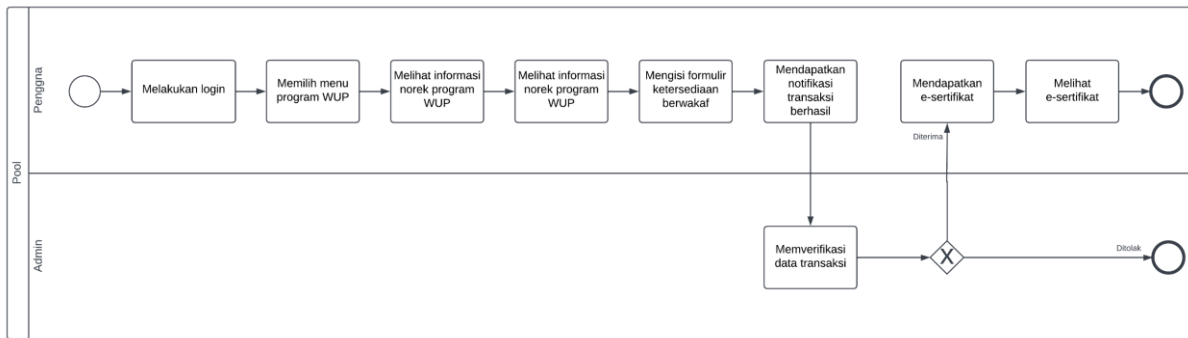 Pool
Penggna
Melakukan login
Memilih menu
program WUP
Melihat informasi
norek program
WUP
Melihat informasi
norek program
WUP
Mengisi formulir
ketersediaan
berwakaf
Mendapatkan
notifikasi
transaksi
berhasil
Mendapatkan
e-sertifikat
Melihat
e-sertifikat
Diterima
Admin
Memverifikasi
data transaksi
X
Ditolak